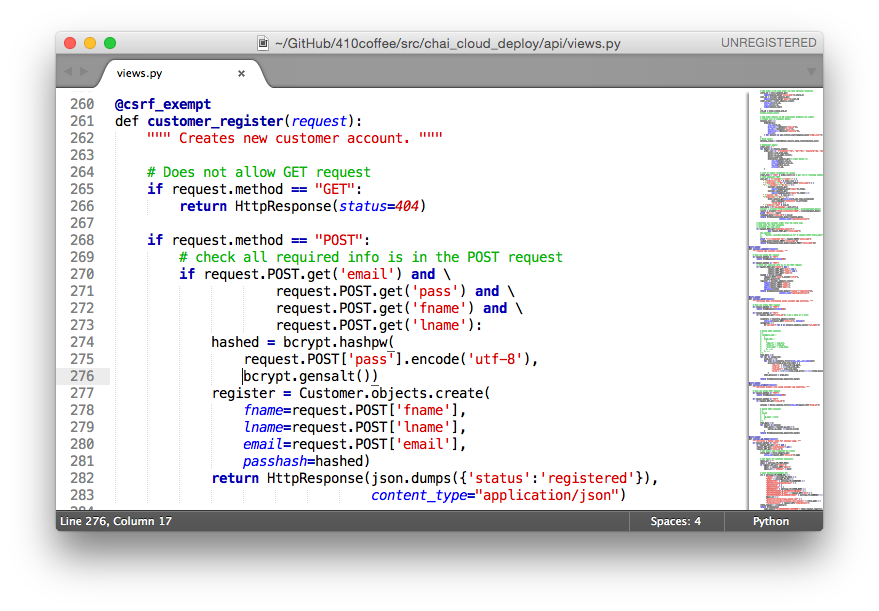 ~/GitHub/410coffee/src/chai_cloud_deploy/api/views.py
UNREGISTERED
views.py
260 @csrf_exempt
261 def customer_register(request):
262     """ Creates new customer account. """
263
264     # Does not allow GET request
265     if request.method == "GET":
266         return HttpResponse(status=404)
267
268     if request.method == "POST":
269         # check all required info is in the POST request
270         if request.POST.get('email') and \
271                     request.POST.get('pass') and \
272                     request.POST.get('fname') and \
273                     request.POST.get('lname'):
274             hashed = bcrypt.hashpw(
275                 request.POST['pass'].encode('utf-8'),
276                 bcrypt.gensalt())
277             register = Customer.objects.create(
278                 fname=request.POST['fname'],
279                 lname=request.POST['lname'],
280                 email=request.POST['email'],
281                 passhash=hashed)
282             return HttpResponse(json.dumps({'status':'registered'}),
283                                 content_type="application/json")
Line 276, Column 17
Spaces: 4
Python